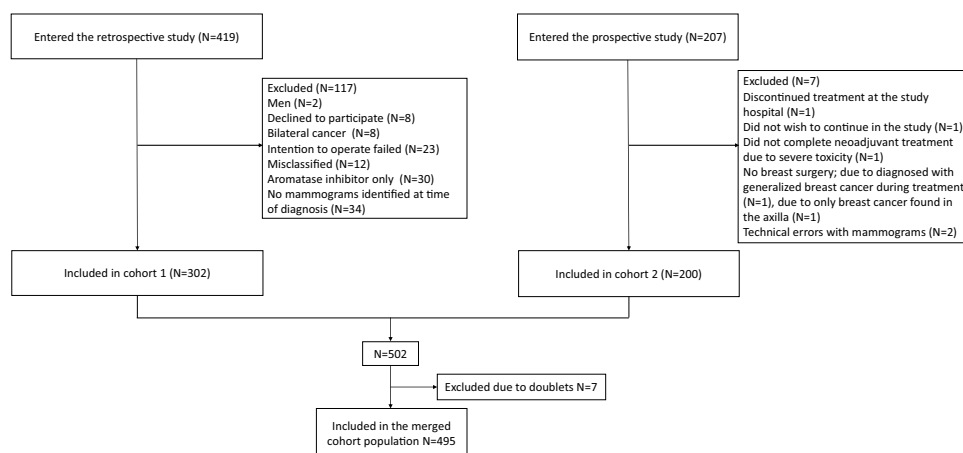 Entered the retrospective study (N=419)
Excluded (N=117)
Men (N=2)
Declined to participate (N=8)
Bilateral cancer (N=8)
Intention to operate failed (N=23)
Misclassified (N=12)
Aromatase inhibitor only (N=30)
No mammograms identified at time
of diagnosis (N=34)
Included in cohort 1 (N=302)
Entered the prospective study (N=207)
Excluded (N=7)
Discontinued treatment at the study
hospital (N=1)
Did not wish to continue in the study (N=1)
Did not complete neoadjuvant treatment
due to severe toxicity (N=1)
No breast surgery; due to diagnosed with
generalized breast cancer during treatment
(N=1), due to only breast cancer found in
the axilla (N=1)
Technical errors with mammograms (N=2)
Included in cohort 2 (N=200)
N=502
Excluded due to doublets N=7
Included in the merged
cohort population N=495